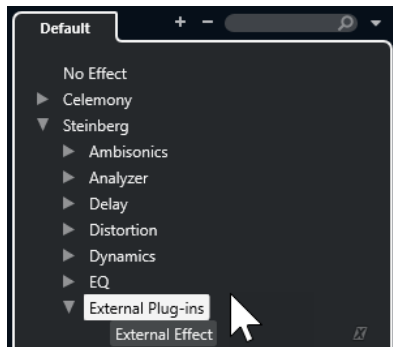 Default + −
No Effect
Celemony
Steinberg
Ambisonics
Analyzer
Delay
Distortion
Dynamics
EQ
External Plug-ins
External Effect